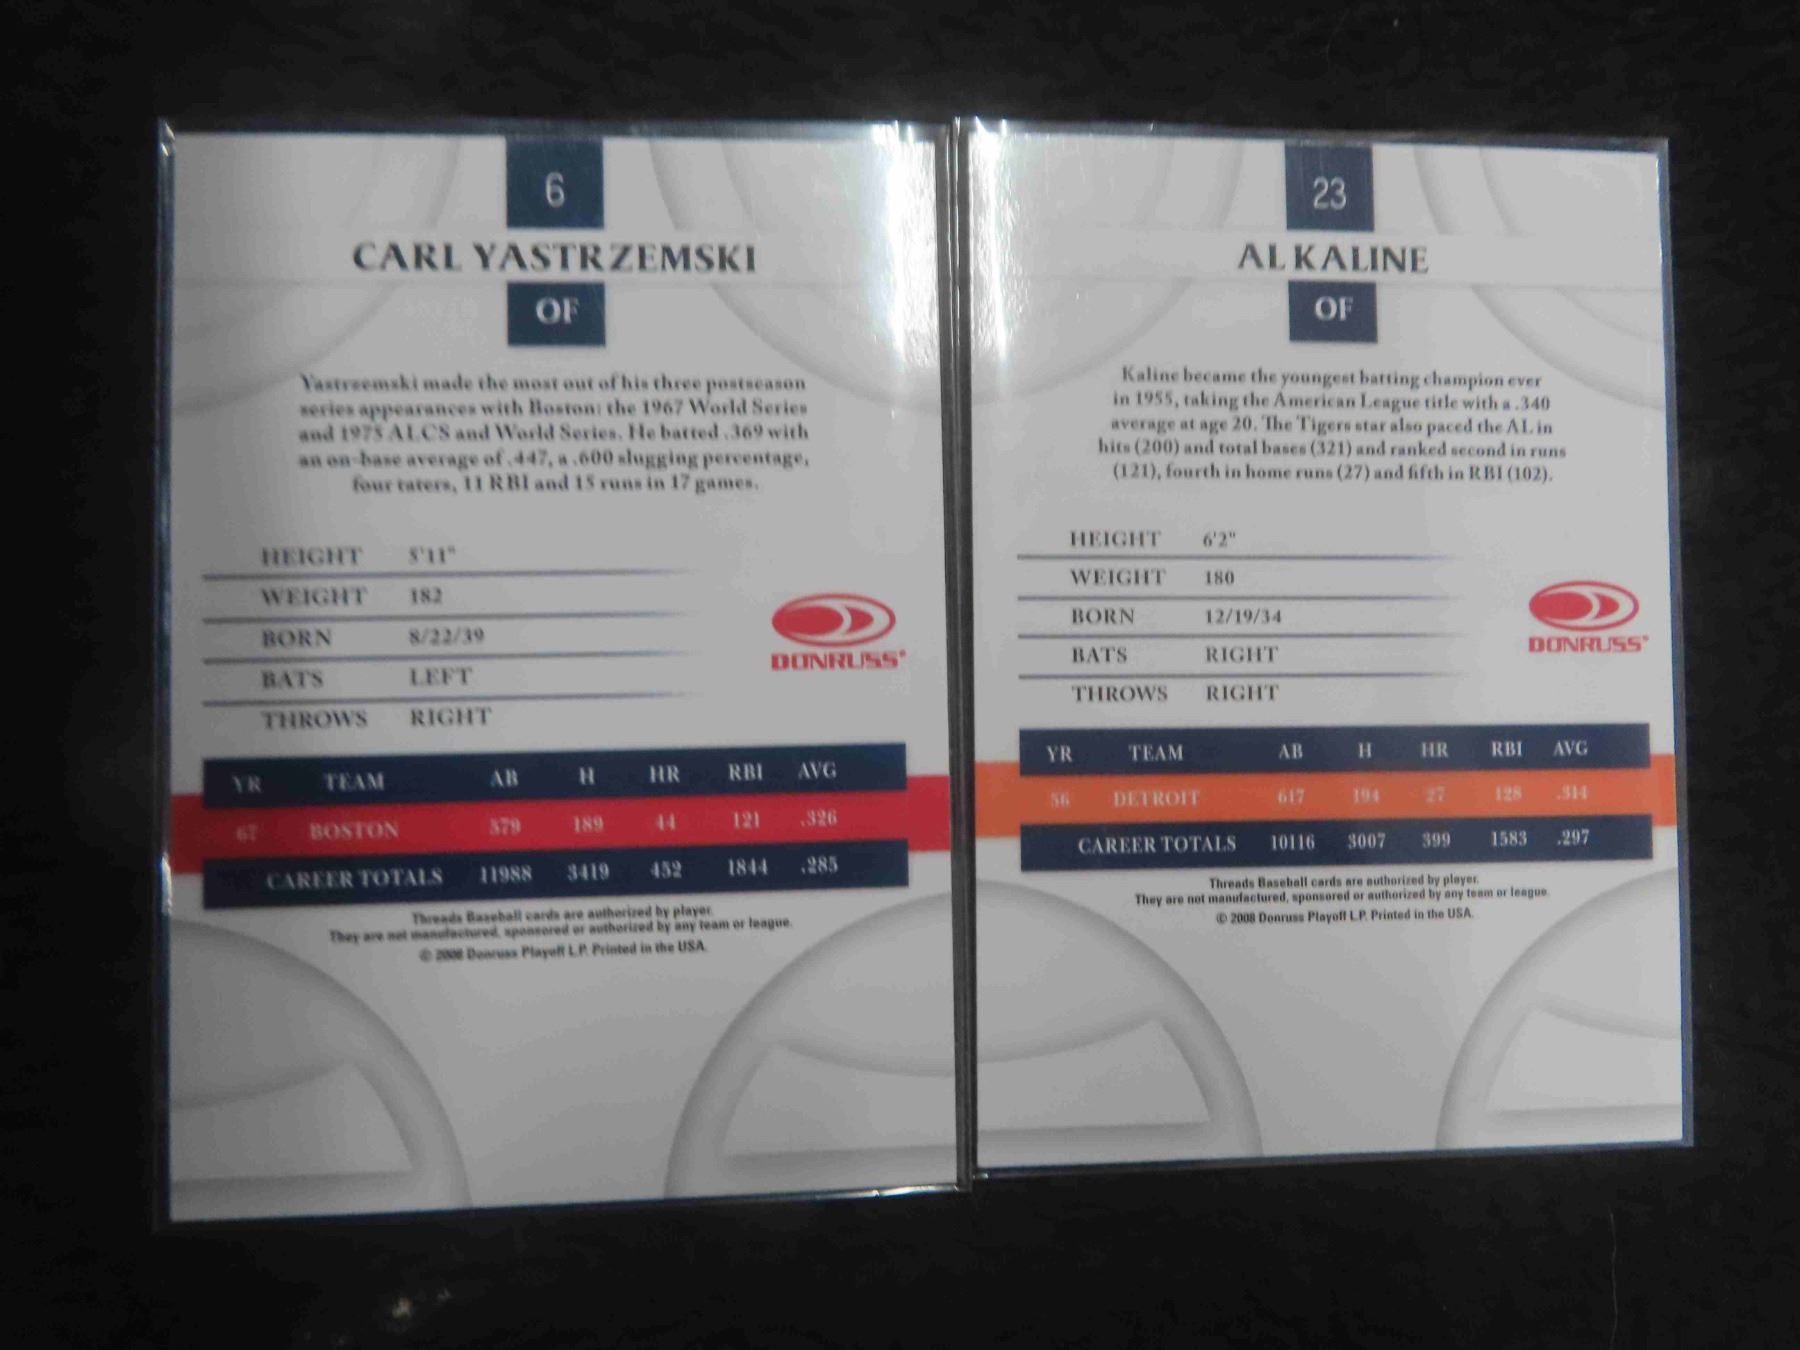 6
CARL YASTRZEMSKI
OF
Yastrzemski made the most out of his three postseason
series appearances with Boston: the 1967 World Series
and 1975 ALCS and World Series. He batted .369 with
an on-base average of .447, a .600 slugging percentage,
four taters, 11 RBI and 15 runs in 17 games.
HEIGHT 5'11"
WEIGHT 182
BORN 8/22/39
BATS LEFT
THROWS RIGHT
DONRUSS
YR TEAM AB H HR RBI AVG
67 BOSTON 579 189 44 121 .326
CAREER TOTALS 11988 3419 452 1844 .285
Threads Baseball cards are authorized by player.
They are not manufactured, sponsored or authorized by any team or league.
© 2008 Donruss Playoff L.P. Printed in the USA.
23
AL KALINE
OF
Kaline became the youngest batting champion ever
in 1955, taking the American League title with a .340
average at age 20. The Tigers star also paced the AL in
hits (200) and total bases (321) and ranked second in runs
(121), fourth in home runs (27) and fifth in RBI (102).
HEIGHT 6'2"
WEIGHT 180
BORN 12/19/34
BATS RIGHT
THROWS RIGHT
DONRUSS
YR TEAM AB H HR RBI AVG
56 DETROIT 617 194 27 128 .314
CAREER TOTALS 10116 3007 399 1583 .297
Threads Baseball cards are authorized by player.
They are not manufactured, sponsored or authorized by any team or league.
© 2008 Donruss Playoff L.P. Printed in the USA.